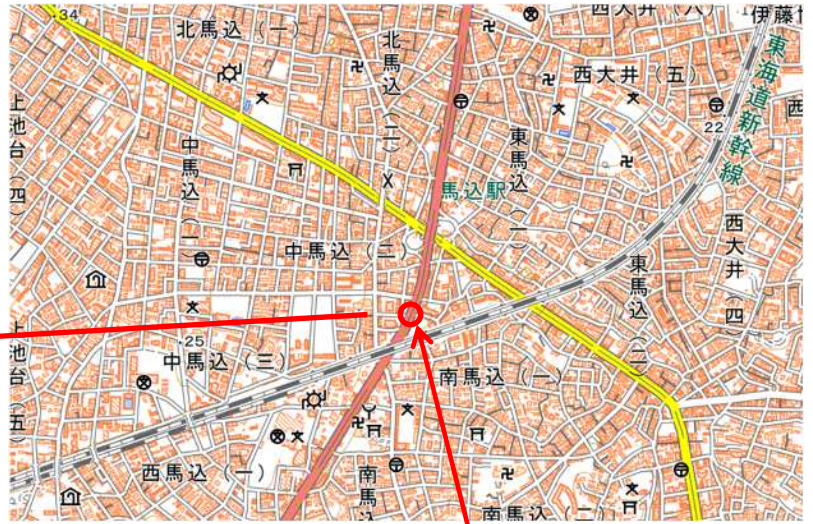 34
北馬込(一)
北馬込(二)
西大井(六)
伊藤
東海道新幹線
西大井(五)
上池台(四)
中馬込(一)
東馬込(一)
22
西
馬込駅
中馬込(二)
西大井(四)
東馬込(二)
25
中馬込(三)
上池台(五)
南馬込(一)
西馬込(一)
南馬込
南馬込(二)